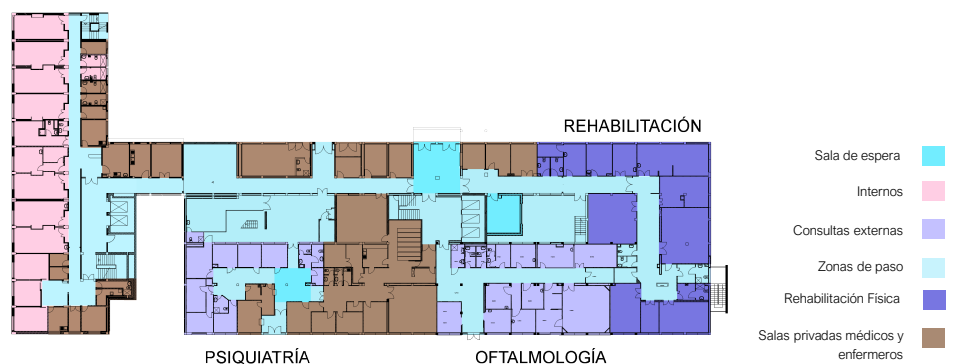 REHABILITACIÓN
Sala de espera
Internos
Consultas externas
Zonas de paso
Rehabilitación Física
Salas privadas médicos y
enfermeros
PSIQUIATRÍA
OFTALMOLOGÍA